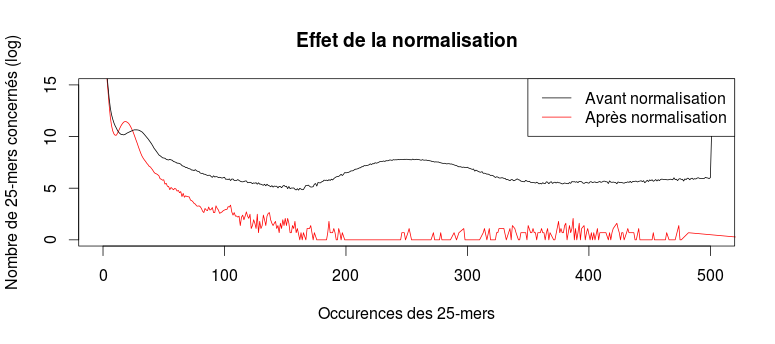 Effet de la normalisation
Nombre de 25-mers concernés (log)
15
10
5
0
Avant normalisation
Après normalisation
0 100 200 300 400 500
Occurences des 25-mers